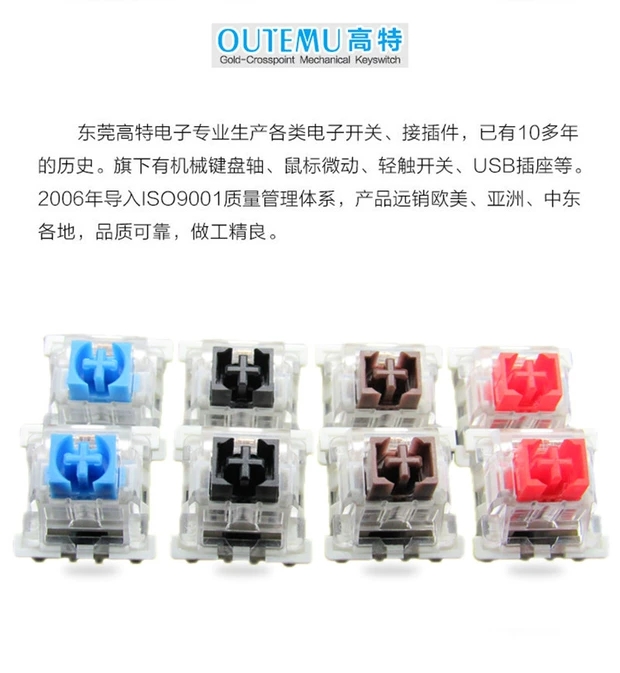 OUTEMU高特
Gold-Crosspoint Mechanical Keyswitch
东莞高特电子专业生产各类电子开关、接插件，已有10多年
的历史。旗下有机械键盘轴、鼠标微动、轻触开关、USB插座等。
2006年导入ISO9001质量管理体系，产品远销欧美、亚洲、中东
各地，品质可靠，做工精良。